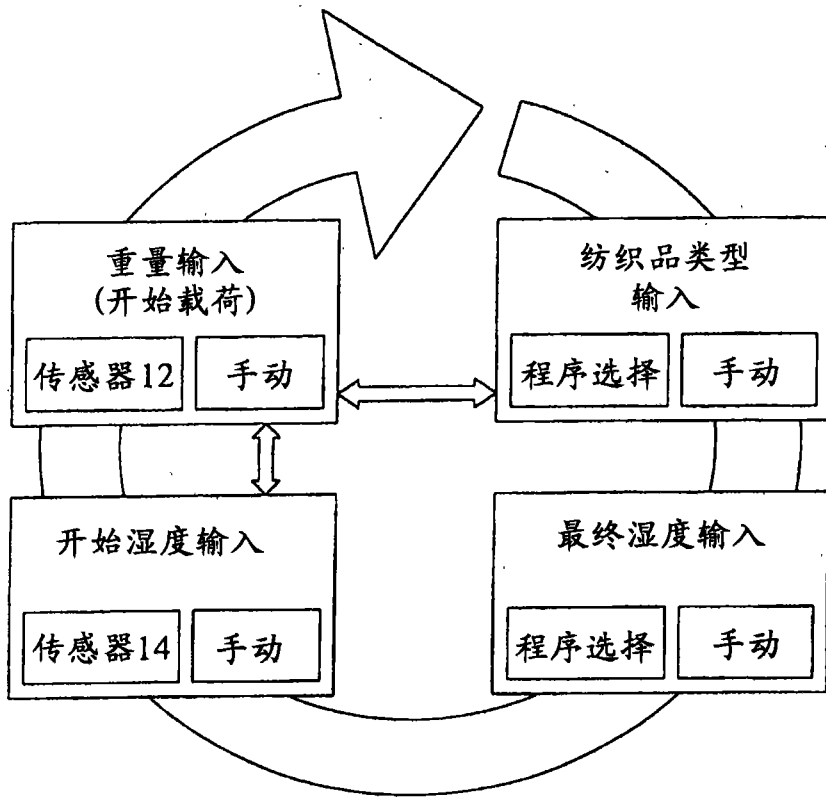 重量输入
(开始载荷)
传感器12
手动
纺织品类型
输入
程序选择
手动
开始湿度输入
传感器14
手动
最终湿度输入
程序选择
手动